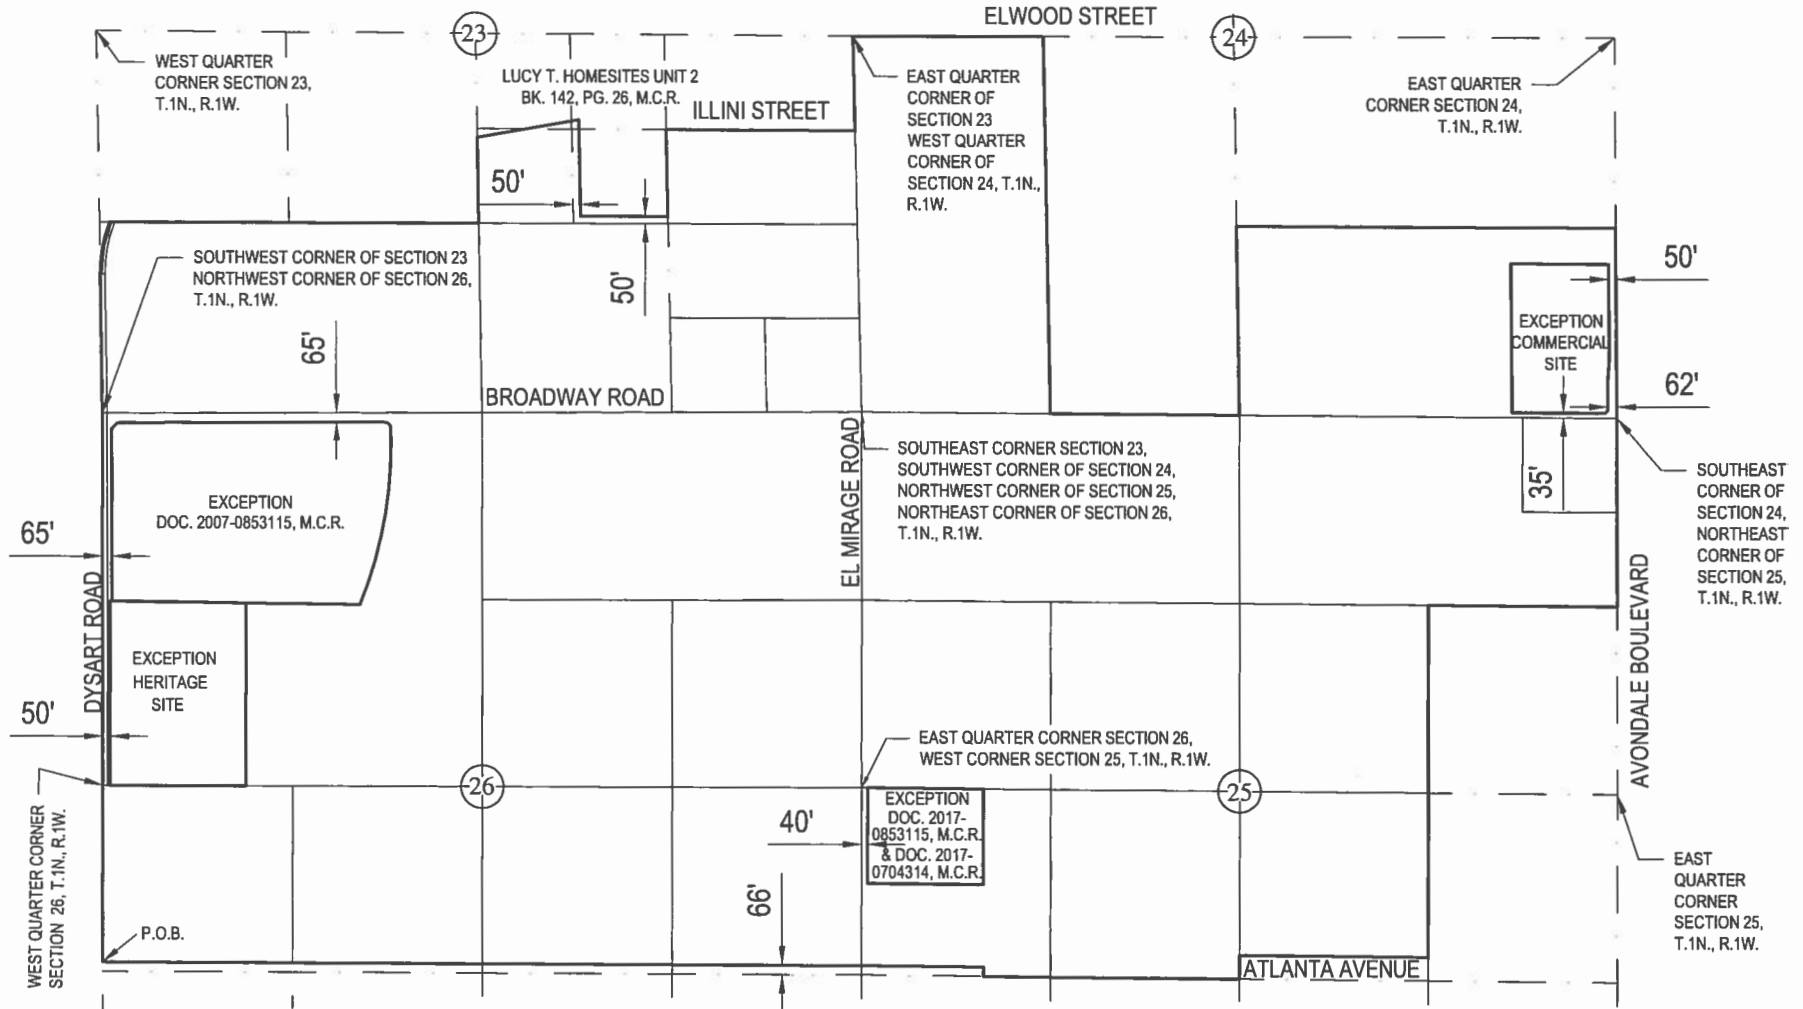 ELWOOD STREET
23
24
WEST QUARTER
CORNER SECTION 23,
T.1N., R.1W.
LUCY T. HOMESITES UNIT 2
BK. 142, PG. 26, M.C.R.
ILLINI STREET
EAST QUARTER
CORNER OF
SECTION 23
WEST QUARTER
CORNER OF
SECTION 24, T.1N.,
R.1W.
EAST QUARTER
CORNER SECTION 24,
T.1N., R.1W.
50'
50'
SOUTHWEST CORNER OF SECTION 23
NORTHWEST CORNER OF SECTION 26,
T.1N., R.1W.
65'
50'
EXCEPTION
COMMERCIAL
SITE
62'
BROADWAY ROAD
EL MIRAGE ROAD
SOUTHEAST CORNER SECTION 23,
SOUTHWEST CORNER OF SECTION 24,
NORTHWEST CORNER OF SECTION 25,
NORTHEAST CORNER OF SECTION 26,
T.1N., R.1W.
35'
SOUTHEAST
CORNER OF
SECTION 24,
NORTHEAST
CORNER OF
SECTION 25,
T.1N., R.1W.
EXCEPTION
DOC. 2007-0853115, M.C.R.
65'
DYSART ROAD
EXCEPTION
HERITAGE
SITE
50'
AVONDALE BOULEVARD
EAST QUARTER CORNER SECTION 26,
WEST CORNER SECTION 25, T.1N., R.1W.
26
25
EXCEPTION
DOC. 2017-
0853115, M.C.R.
& DOC. 2017-
0704314, M.C.R.
40'
66'
WEST QUARTER CORNER
SECTION 26, T.1N., R.1W.
P.O.B.
ATLANTA AVENUE
EAST
QUARTER
CORNER
SECTION 25,
T.1N., R.1W.